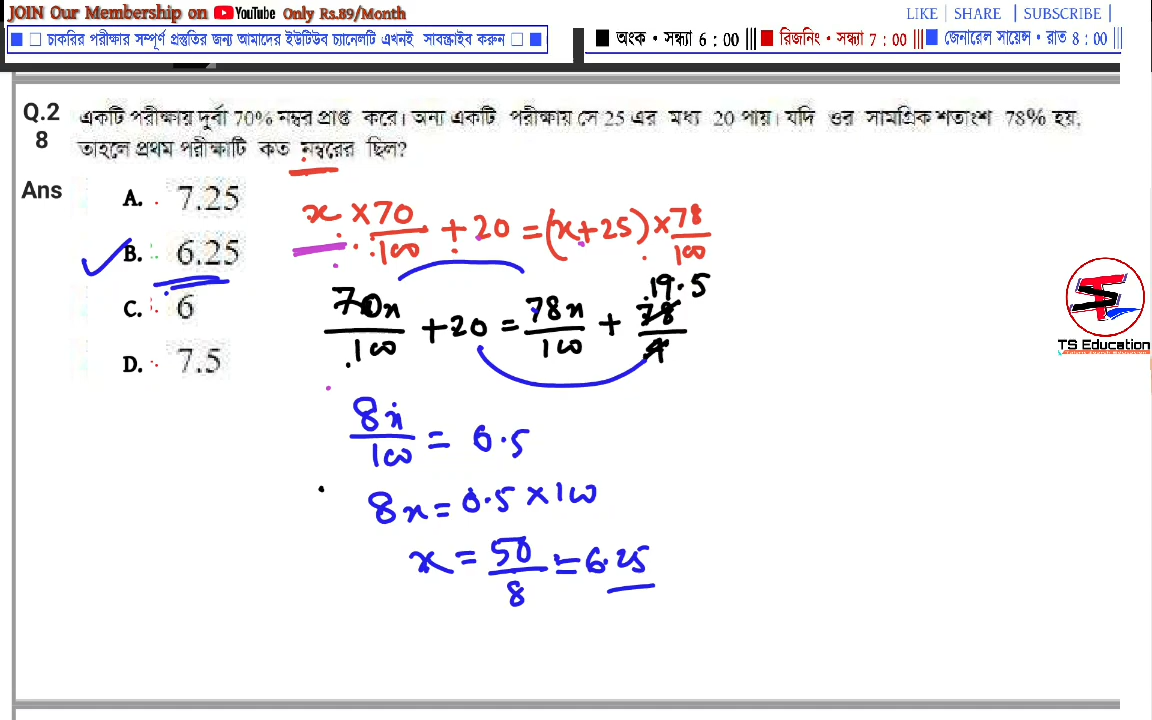 JOIN Our Membership on YouTube Only Rs.89/Month
LIKE | SHARE | SUBSCRIBE |
■ □ চাকরির পরীক্ষার সম্পূর্ণ প্রস্তুতির জন্য আমাদের ইউটিউব চ্যানেলটি এখনই সাবস্ক্রাইব করুন □ ■
■ অংক • সন্ধ্যা 6 : 00 ||| ■ রিজনিং • সন্ধ্যা 7 : 00 ||| ■ জেনারেল সায়েন্স • রাত 8 : 00 |||
Q.28 একটি পরীক্ষায় দুর্বা 70% নম্বর প্রাপ্ত করে। অন্য একটি পরীক্ষায় সে 25 এর মধ্য 20 পায়। যদি ওর সামগ্রিক শতাংশ 78% হয়,
তাহলে প্রথম পরীক্ষাটি কত নম্বরের ছিল?
Ans
A. 7.25
B. 6.25
C. 6
D. 7.5
x × 70/100 + 20 = (x+25) × 78/100
19.5
70x/100 + 20 = 78x/100 + 78/4
8x/100 = 0.5
8x = 0.5 × 100
x = 50/8 = 6.25
TS Education